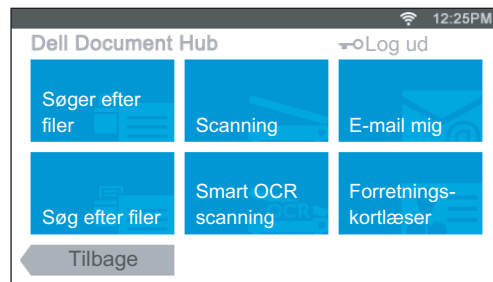 12:25PM
Dell Document Hub
Log ud
Søger efter
filer
Scanning
E-mail mig
Søg efter filer
Smart OCR
scanning
Forretnings-
kortlæser
Tilbage